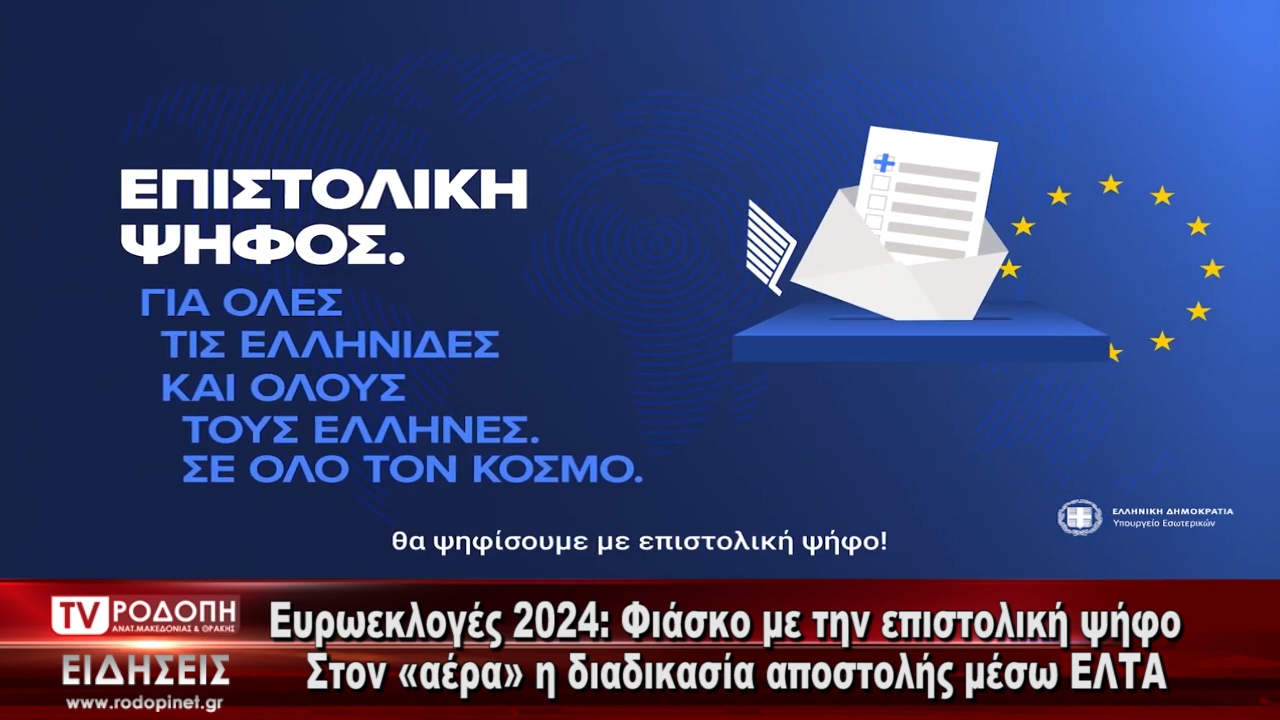 ΕΠΙΣΤΟΛΙΚΗ
ΨΗΦΟΣ.
ΓΙΑ ΟΛΕΣ
ΤΙΣ ΕΛΛΗΝΙΔΕΣ
ΚΑΙ ΟΛΟΥΣ
ΤΟΥΣ ΕΛΛΗΝΕΣ.
ΣΕ ΟΛΟ ΤΟΝ ΚΟΣΜΟ.
ΕΛΛΗΝΙΚΗ ΔΗΜΟΚΡΑΤΙΑ
Υπουργείο Εσωτερικών
θα ψηφίσουμε με επιστολική ψήφο!
TV ΡΟΔΟΠΗ
ΑΝΑΤ.ΜΑΚΕΔΟΝΙΑΣ & ΘΡΑΚΗΣ
ΕΙΔΗΣΕΙΣ
www.rodopinet.gr
Ευρωεκλογές 2024: Φιάσκο με την επιστολική ψήφο
Στον «αέρα» η διαδικασία αποστολής μέσω ΕΛΤΑ